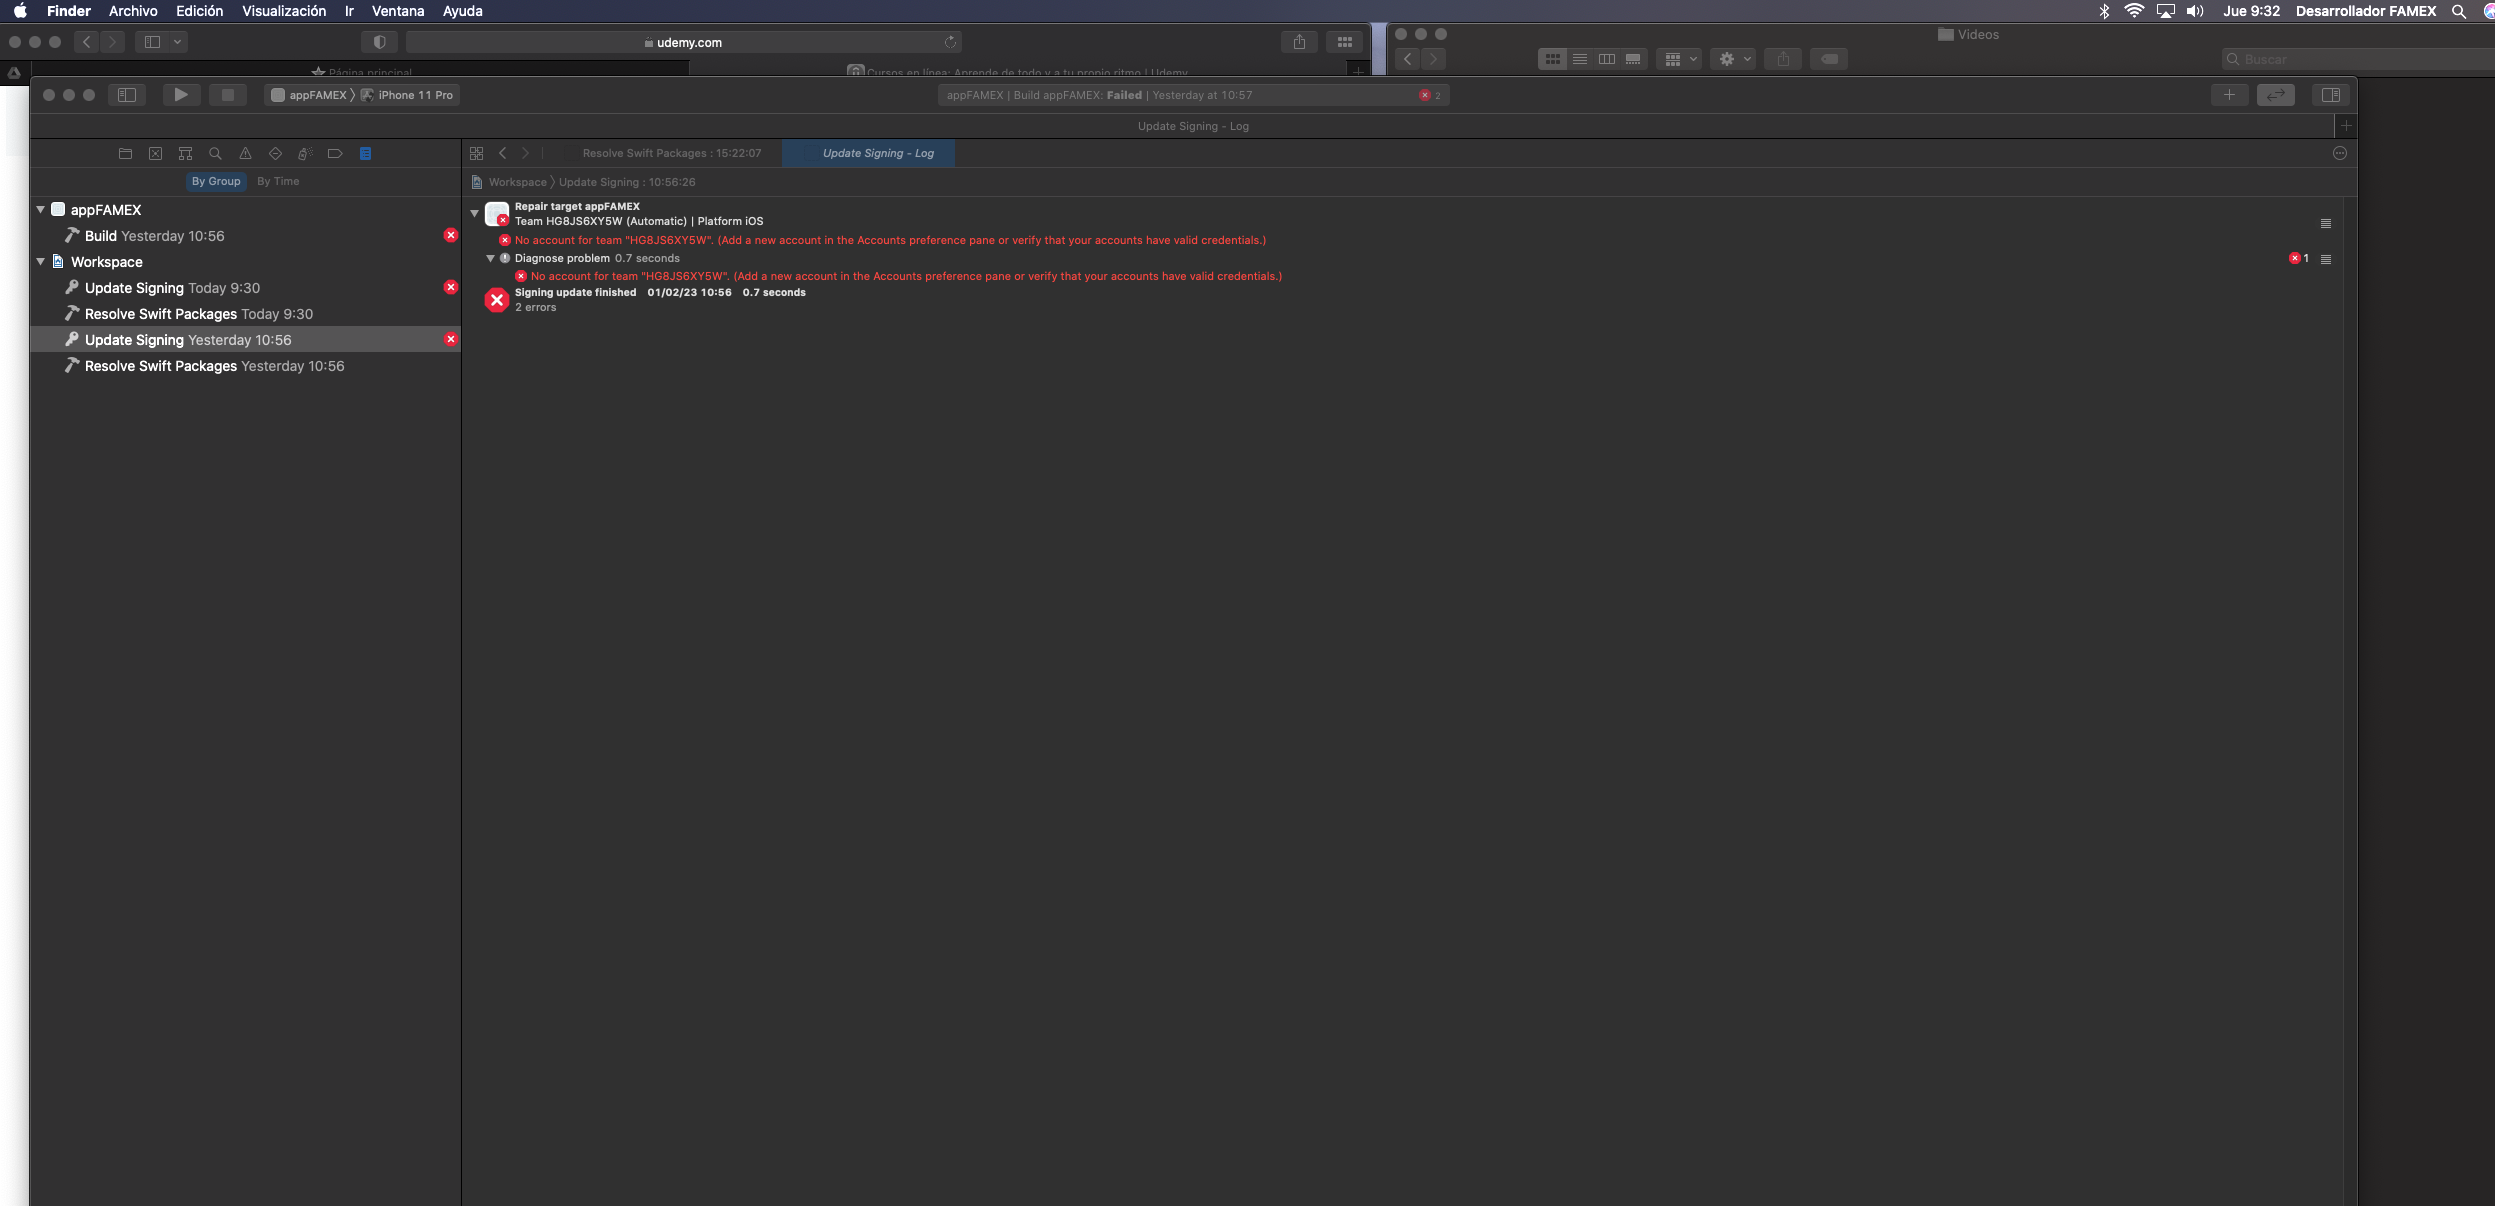 Finder Archivo Edición Visualización Ir Ventana Ayuda
Jue 9:32 Desarrollador FAMEX
udemy.com
Videos
Buscar
Página principal
Cursos en línea: Aprende de todo y a tu propio ritmo | Udemy
appFAMEX iPhone 11 Pro
appFAMEX | Build appFAMEX: Failed | Yesterday at 10:57
2
Update Signing - Log
Resolve Swift Packages : 15:22:07
Update Signing - Log
By Group By Time
Workspace Update Signing : 10:56:26
appFAMEX
Build Yesterday 10:56
Workspace
Update Signing Today 9:30
Resolve Swift Packages Today 9:30
Update Signing Yesterday 10:56
Resolve Swift Packages Yesterday 10:56
Repair target appFAMEX
Team HG8JS6XY5W (Automatic) | Platform iOS
No account for team "HG8JS6XY5W". (Add a new account in the Accounts preference pane or verify that your accounts have valid credentials.)
Diagnose problem 0.7 seconds
1
No account for team "HG8JS6XY5W". (Add a new account in the Accounts preference pane or verify that your accounts have valid credentials.)
Signing update finished 01/02/23 10:56 0.7 seconds
2 errors